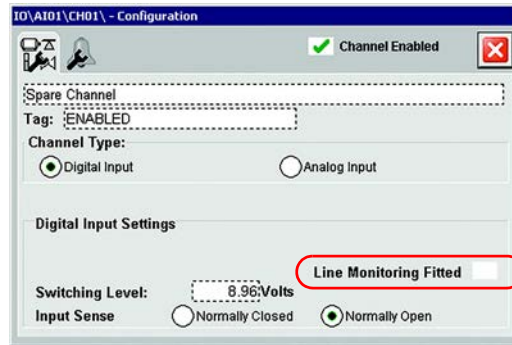 IO\AI01\CH01\ - Configuration
Channel Enabled
Spare Channel
Tag: ENABLED
Channel Type:
Digital Input Analog Input
Digital Input Settings
Line Monitoring Fitted
Switching Level: 8.96 Volts
Input Sense Normally Closed Normally Open